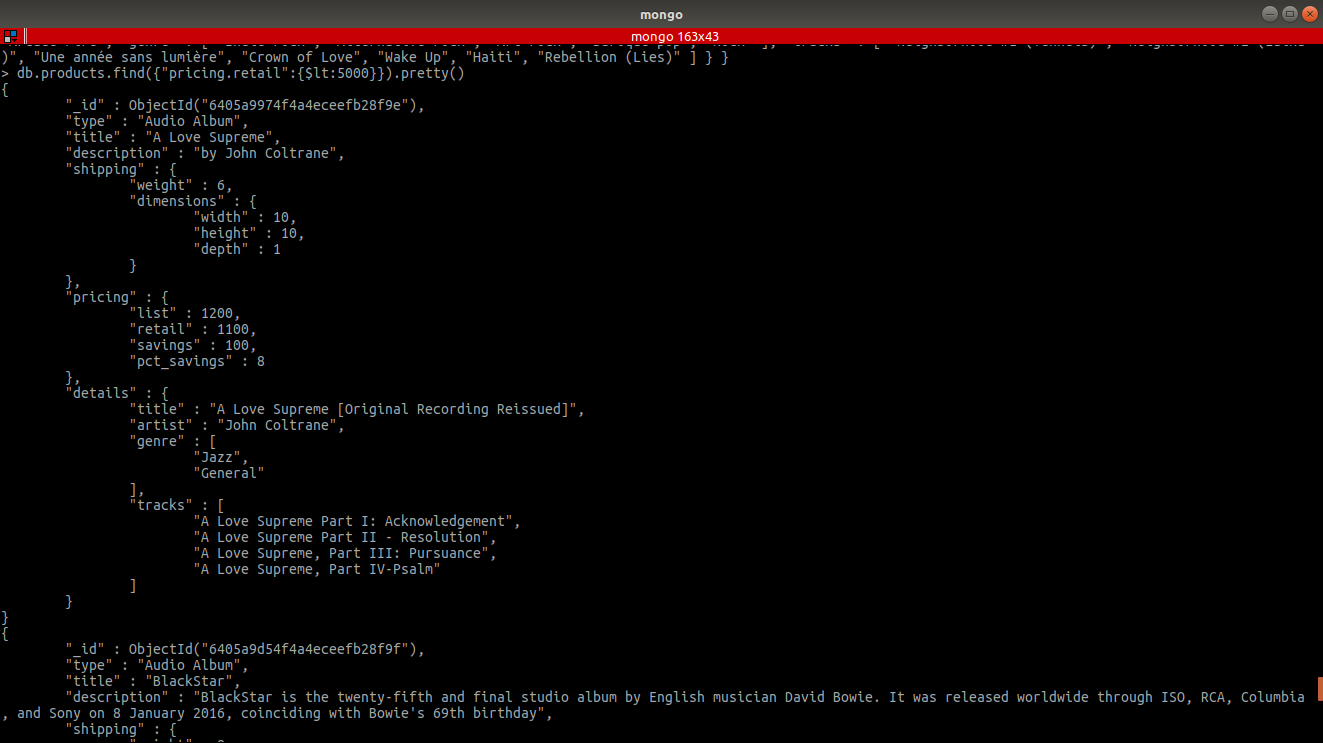 mongo
mongo 163x43
)", "Une année sans lumière", "Crown of Love", "Wake Up", "Haiti", "Rebellion (Lies)" ] } }
> db.products.find({"pricing.retail":{$lt:5000}}).pretty()
{
"_id" : ObjectId("6405a9974f4a4eceefb28f9e"),
"type" : "Audio Album",
"title" : "A Love Supreme",
"description" : "by John Coltrane",
"shipping" : {
"weight" : 6,
"dimensions" : {
"width" : 10,
"height" : 10,
"depth" : 1
}
},
"pricing" : {
"list" : 1200,
"retail" : 1100,
"savings" : 100,
"pct_savings" : 8
},
"details" : {
"title" : "A Love Supreme [Original Recording Reissued]",
"artist" : "John Coltrane",
"genre" : [
"Jazz",
"General"
],
"tracks" : [
"A Love Supreme Part I: Acknowledgement",
"A Love Supreme Part II - Resolution",
"A Love Supreme, Part III: Pursuance",
"A Love Supreme, Part IV-Psalm"
]
}
}
{
"_id" : ObjectId("6405a9d54f4a4eceefb28f9f"),
"type" : "Audio Album",
"title" : "BlackStar",
"description" : "BlackStar is the twenty-fifth and final studio album by English musician David Bowie. It was released worldwide through ISO, RCA, Columbia
, and Sony on 8 January 2016, coinciding with Bowie's 69th birthday",
"shipping" : {